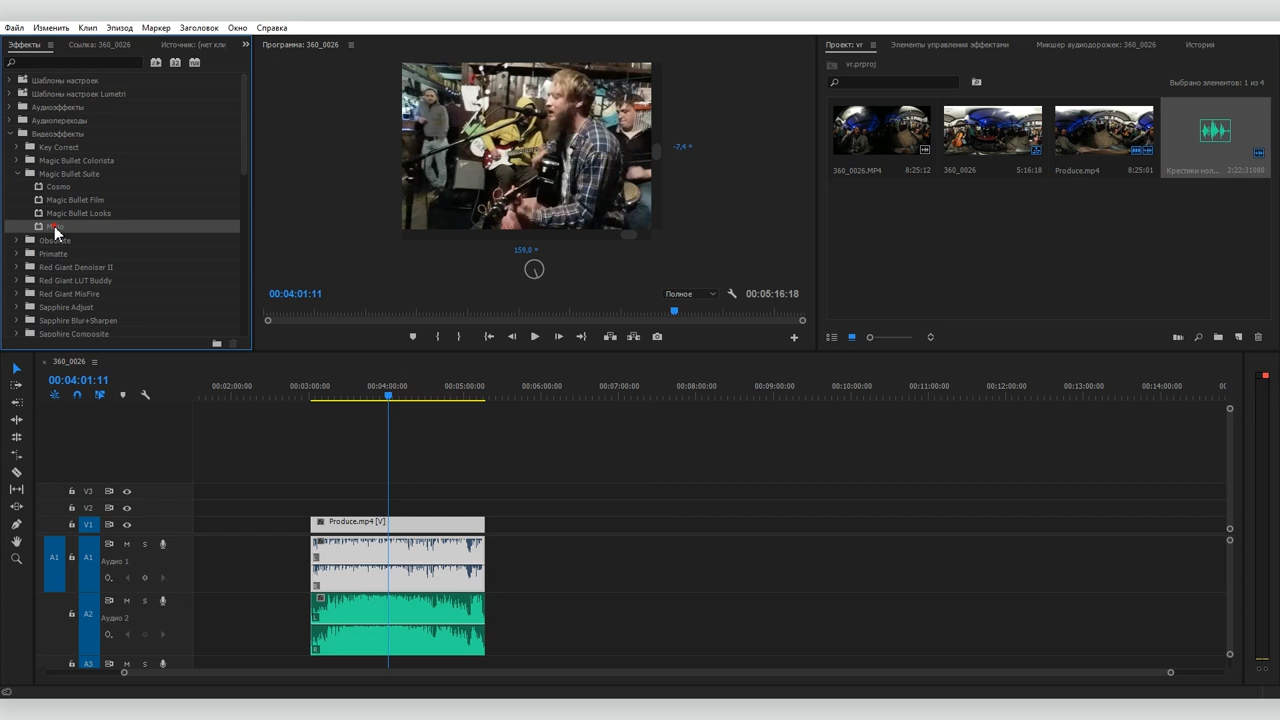 Файл Изменить Клип Эпизод Маркер Заголовок Окно Справка
Эффекты Ссылка: 360_0026 Источник: (нет кли
Программа: 360_0026
Проект: vr Элементы управления эффектами Микшер аудиодорожек: 360_0026 История
vr.prproj
Выбрано элементов: 1 из 4
Шаблоны настроек
Шаблоны настроек Lumetri
Аудиоэффекты
Аудиопереходы
Видеоэффекты
Key Correct
Magic Bullet Colorista
Magic Bullet Suite
Cosmo
Magic Bullet Film
Magic Bullet Looks
Obsolete
Primatte
Red Giant Denoiser II
Red Giant LUT Buddy
Red Giant MisFire
Sapphire Adjust
Sapphire Blur+Sharpen
Sapphire Composite
-7,4 °
159,0 °
00:04:01:11 Полное 00:05:16:18
360_0026.MP4 8:25:12 360_0026 5:16:18 Produce.mp4 8:25:01 Крестики нол... 2:22:31080
360_0026
00:04:01:11
00:02:00:00 00:03:00:00 00:04:00:00 00:05:00:00 00:06:00:00 00:07:00:00 00:08:00:00 00:09:00:00 00:10:00:00 00:11:00:00 00:12:00:00 00:13:00:00 00:14:00:00 00:
V3
V2
V1 Produce.mp4 [V]
A1 A1 M S
Аудио 1
A2 M S
Аудио 2
L
R
A3 M S